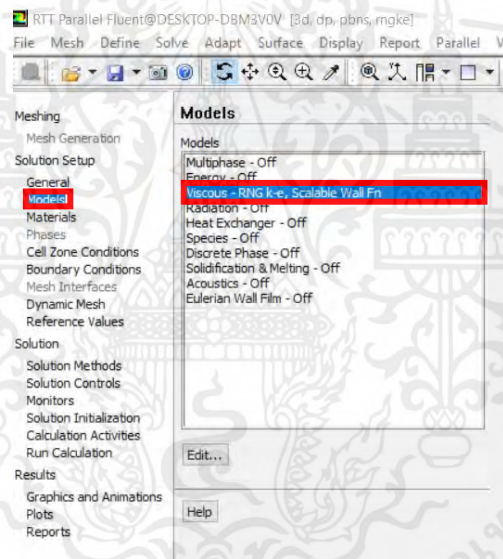 RTT Parallel Fluent@DESKTOP-DBM3V0V [3d, dp, pbns, rngke]
File Mesh Define Solve Adapt Surface Display Report Parallel V
Meshing
Mesh Generation
Solution Setup
General
Models
Materials
Phases
Cell Zone Conditions
Boundary Conditions
Mesh Interfaces
Dynamic Mesh
Reference Values
Solution
Solution Methods
Solution Controls
Monitors
Solution Initialization
Calculation Activities
Run Calculation
Results
Graphics and Animations
Plots
Reports
Models
Models
Multiphase - Off
Energy - Off
Viscous - RNG k-e, Scalable Wall Fn
Radiation - Off
Heat Exchanger - Off
Species - Off
Discrete Phase - Off
Solidification & Melting - Off
Acoustics - Off
Eulerian Wall Film - Off
Edit...
Help